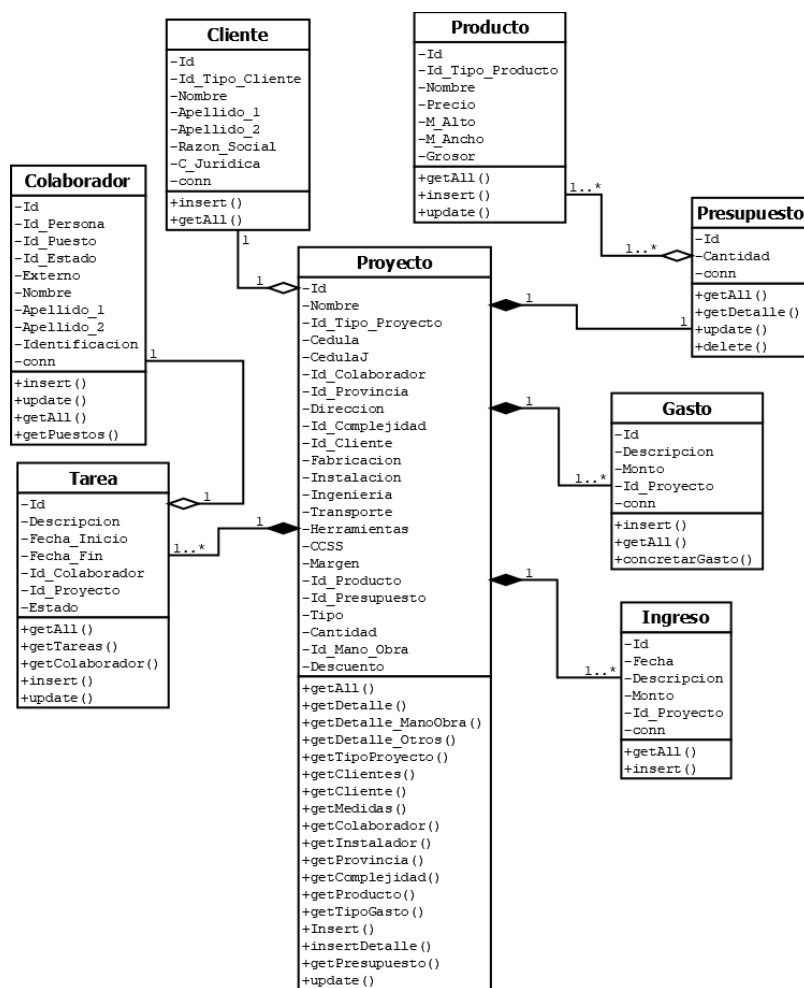 Cliente
-Id
-Id_Tipo_Cliente
-Nombre
-Apellido_1
-Apellido_2
-Razon_Social
-C_Juridica
-conn
+insert()
+getAll()
1
1
Producto
-Id
-Id_Tipo_Producto
-Nombre
-Precio
-M_Alto
-M_Ancho
-Grosor
+getAll()
+insert()
+update()
1..*
1..*
Colaborador
-Id
-Id_Persona
-Id_Puesto
-Id_Estado
-Externo
-Nombre
-Apellido_1
-Apellido_2
-Identificacion
-conn
+insert()
+update()
+getAll()
+getPuestos()
1
1
Presupuesto
-Id
-Cantidad
-conn
+getAll()
+getDetalle()
+update()
+delete()
1
1
Proyecto
-Id
-Nombre
-Id_Tipo_Proyecto
-Cedula
-CedulaJ
-Id_Colaborador
-Id_Provincia
-Direccion
-Id_Complejidad
-Id_Cliente
-Fabricacion
-Instalacion
-Ingenieria
-Transporte
-Herramientas
-CCSS
-Margen
-Id_Producto
-Id_Presupuesto
-Tipo
-Cantidad
-Id_Mano_Obra
-Descuento
+getAll()
+getDetalle()
+getDetalle_ManoObra()
+getDetalle_Otros()
+getTipoProyecto()
+getClientes()
+getCliente()
+getMedidas()
+getColaborador()
+getInstalador()
+getProvincia()
+getComplejidad()
+getProducto()
+getTipoGasto()
+Insert()
+insertDetalle()
+getPresupuesto()
+update()
Tarea
-Id
-Descripcion
-Fecha_Inicio
-Fecha_Fin
-Id_Colaborador
-Id_Proyecto
-Estado
+getAll()
+getTareas()
+getColaborador()
+insert()
+update()
1
1..*
Gasto
-Id
-Descripcion
-Monto
-Id_Proyecto
-conn
+insert()
+getAll()
+concretarGasto()
1
1..*
Ingreso
-Id
-Fecha
-Descripcion
-Monto
-Id_Proyecto
-conn
+getAll()
+insert()
1
1..*